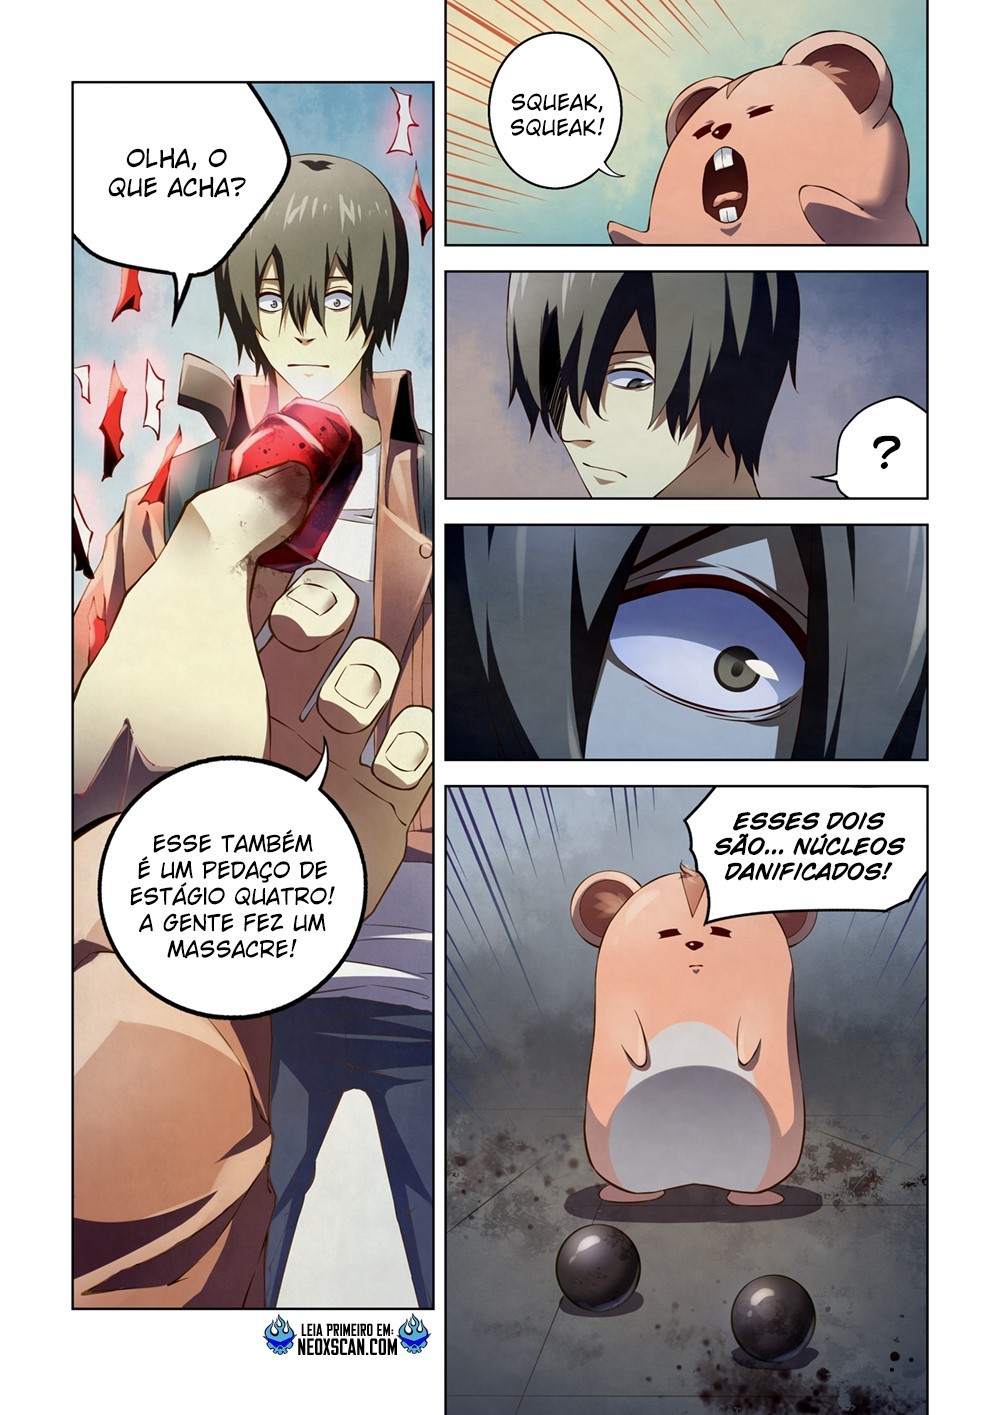 OLHA, O
QUE ACHA?
ESSE TAMBÉM
É UM PEDAÇO DE
ESTÁGIO QUATRO!
A GENTE FEZ UM
MASSACRE!
SQUEAK,
SQUEAK!
?
ESSES DOIS
SÃO... NÚCLEOS
DANIFICADOS!
LEIA PRIMEIRO EM:
NEOXSCAN.COM